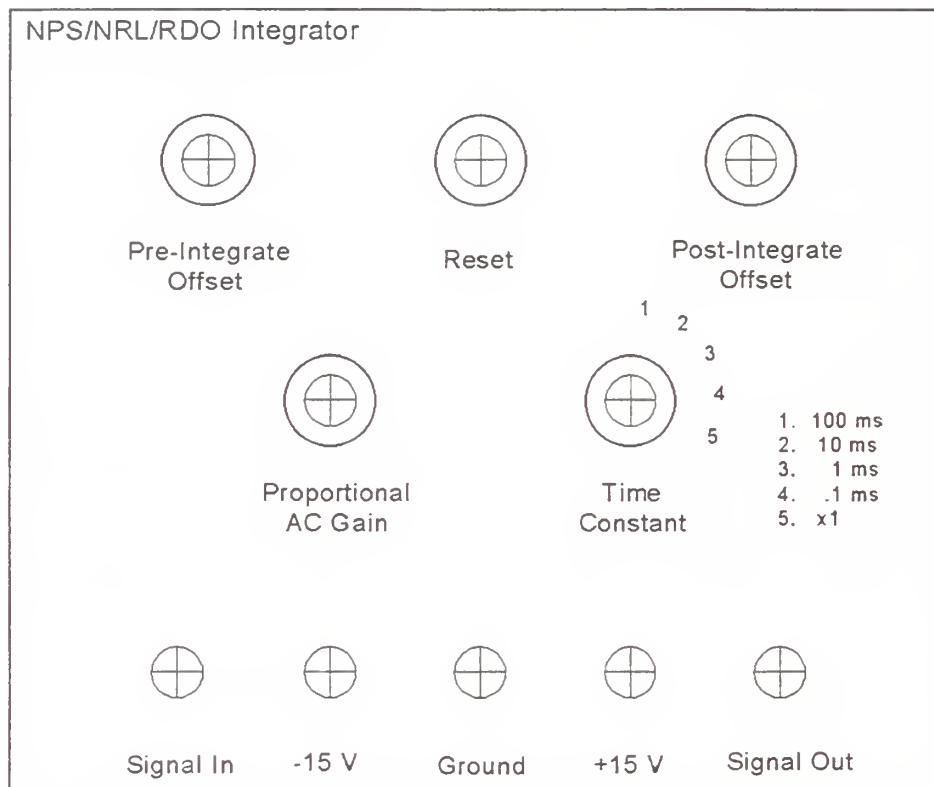 NPS/NRL/RDO Integrator
Pre-Integrate
Offset
Reset
Post-Integrate
Offset
1
2
3
4
5
1. 100 ms
2. 10 ms
3. 1 ms
4. .1 ms
5. x1
Proportional
AC Gain
Time
Constant
Signal In
-15 V
Ground
+15 V
Signal Out